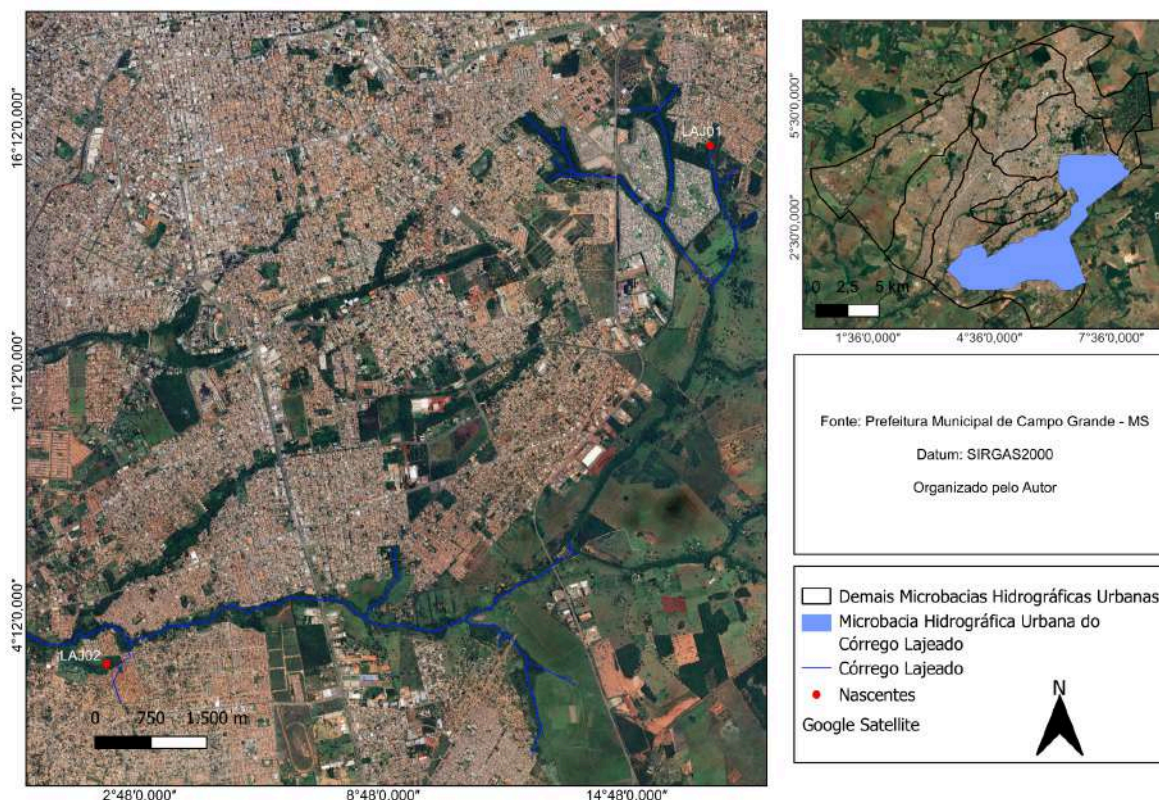 LAJ01
LAJ02
0 750 1.500 m
16°12'0,000"
10°12'0,000"
4°12'0,000"
2°48'0.000"
8°48'0.000"
14°48'0.000"
5°30'0,000"
2°30'0,000"
0 2,5 5 km
1°36'0,000"
4°36'0,000"
7°36'0,000"
Fonte: Prefeitura Municipal de Campo Grande - MS
Datum: SIRGAS2000
Organizado pelo Autor
Demais Microbacias Hidrográficas Urbanas
Microbacia Hidrográfica Urbana do
Córrego Lajeado
Córrego Lajeado
Nascentes
Google Satellite
N